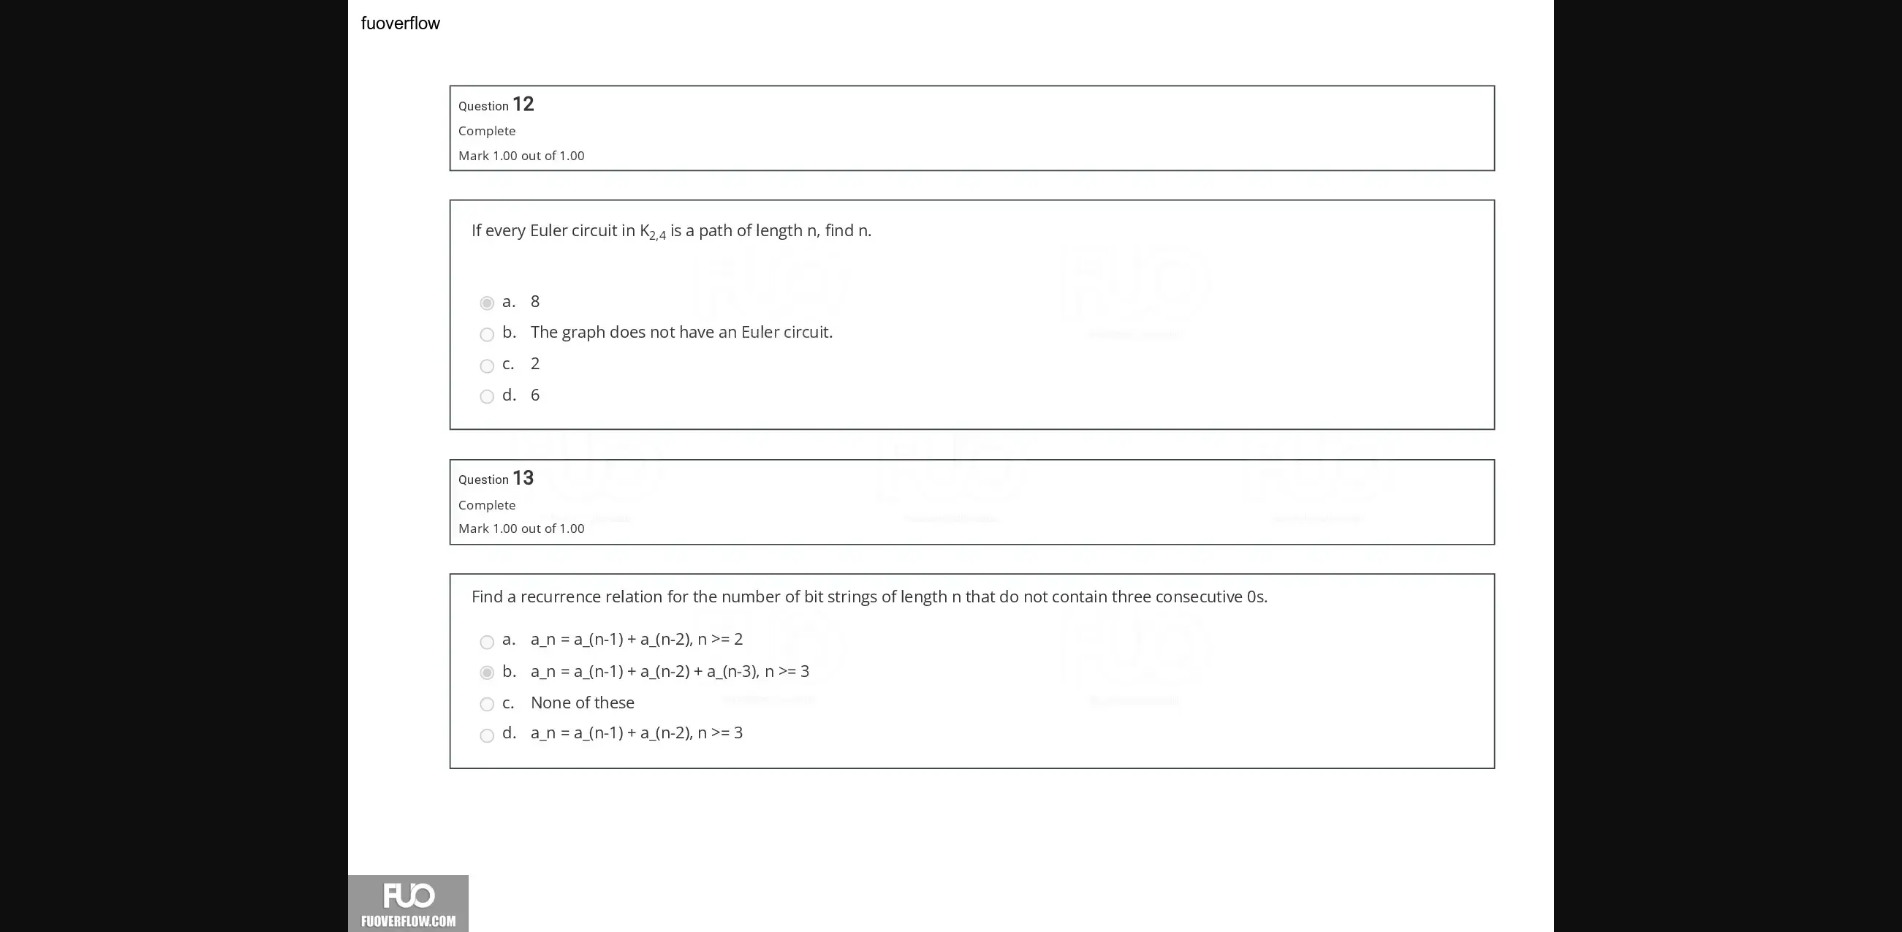 fuoverflow
Question 12
Complete
Mark 1.00 out of 1.00
If every Euler circuit in K2,4 is a path of length n, find n.
a. 8
b. The graph does not have an Euler circuit.
c. 2
d. 6
Question 13
Complete
Mark 1.00 out of 1.00
Find a recurrence relation for the number of bit strings of length n that do not contain three consecutive 0s.
a. a_n = a_(n-1) + a_(n-2), n >= 2
b. a_n = a_(n-1) + a_(n-2) + a_(n-3), n >= 3
c. None of these
d. a_n = a_(n-1) + a_(n-2), n >= 3
FUO
FUOVERFLOW.COM